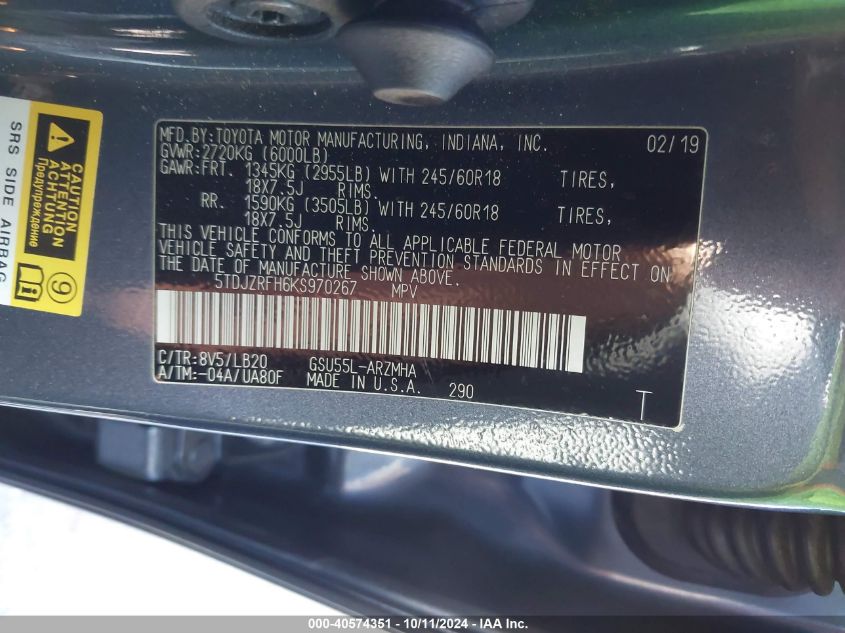 MFD.BY:TOYOTA MOTOR MANUFACTURING, INDIANA, INC. 02/19
GVWR:2720KG (6000LB)
GAWR:FRT. 1345KG (2955LB) WITH 245/60R18 TIRES,
18X7.5J RIMS.
RR. 1590KG (3505LB) WITH 245/60R18 TIRES,
18X7.5J RIMS.
THIS VEHICLE CONFORMS TO ALL APPLICABLE FEDERAL MOTOR
VEHICLE SAFETY AND THEFT PREVENTION STANDARDS IN EFFECT ON
THE DATE OF MANUFACTURE SHOWN ABOVE.
5TDJZRFH6KS970267 MPV
C/TR:8V5/LB20 GSU55L-ARZMHA
A/TM:-04A/UA80F MADE IN U.S.A. 290
T
SRS SIDE AIRBAG
CAUTION
ATTENTION
ACHTUNG
Предупреждение
9
000-40574351 - 10/11/2024 - IAA Inc.